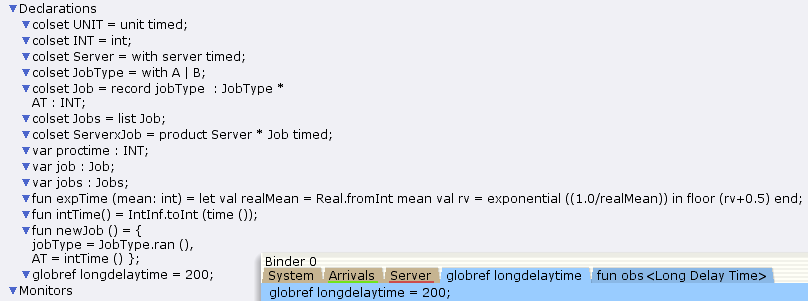 Declarations
colset UNIT = unit timed;
colset INT = int;
colset Server = with server timed;
colset JobType = with A | B;
colset Job = record jobType : JobType *
AT : INT;
colset Jobs = list Job;
colset ServerxJob = product Server * Job timed;
var proctime : INT;
var job : Job;
var jobs : Jobs;
fun expTime (mean: int) = let val realMean = Real.fromInt mean val rv = exponential ((1.0/realMean)) in floor (rv+0.5) end;
fun intTime() = IntInf.toInt (time ());
fun newJob () = {
jobType = JobType.ran (),
AT = intTime () };
globref longdelaytime = 200;
Monitors
Binder 0
System Arrivals Server globref longdelaytime fun obs <Long Delay Time>
globref longdelaytime = 200;